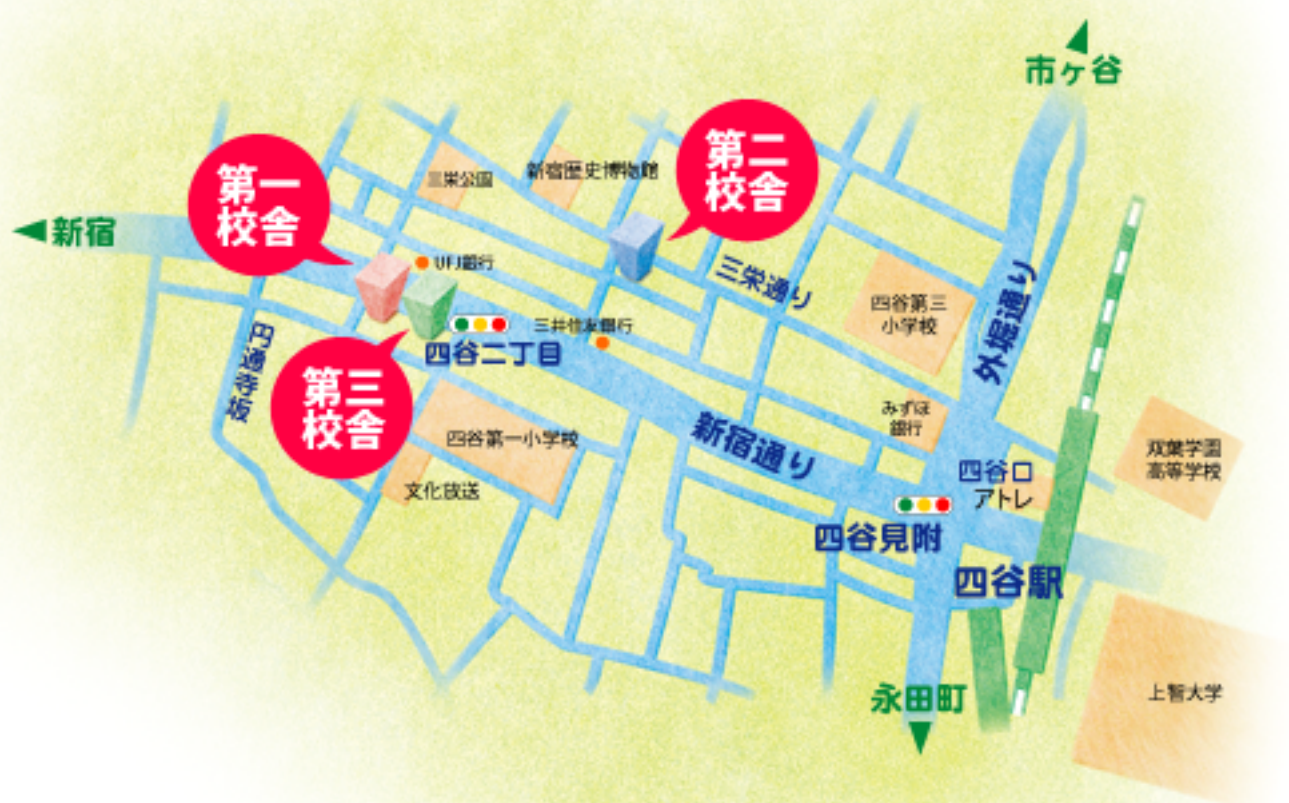 市ヶ谷
第一
校舎
第二
校舎
三栄公園
新宿歴史博物館
新宿
UFJ銀行
三栄通り
四谷第三
小学校
外堀通り
三井住友銀行
四谷二丁目
円通寺坂
第三
校舎
新宿通り
みずほ
銀行
四谷第一小学校
文化放送
四谷口
アトレ
双葉学園
高等学校
四谷見附
四谷駅
永田町
上智大学